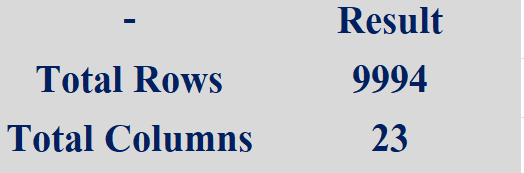 - Result
Total Rows 9994
Total Columns 23